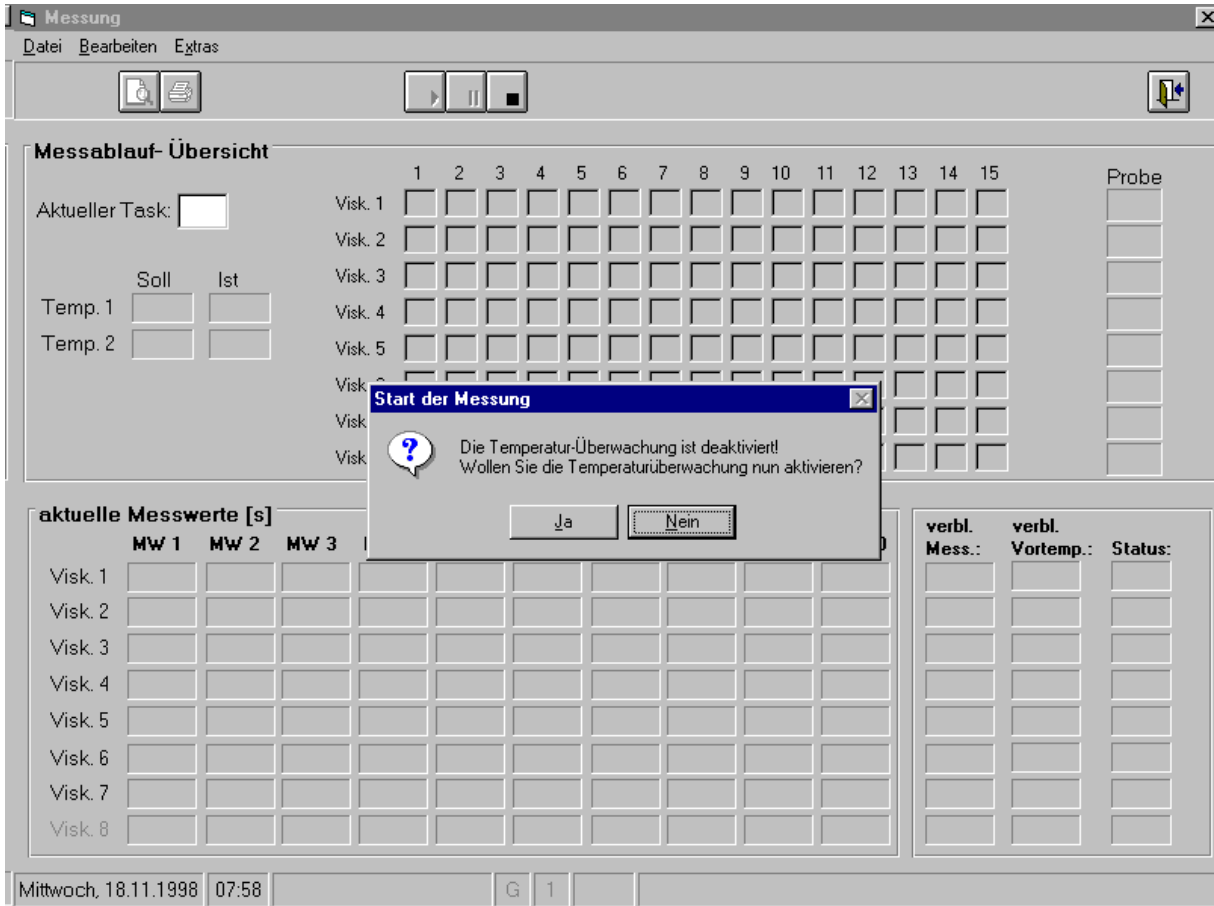 Messung
Datei Bearbeiten Extras
Messablauf- Übersicht
1 2 3 4 5 6 7 8 9 10 11 12 13 14 15
Probe
Aktueller Task:
Visk. 1
Visk. 2
Soll Ist
Visk. 3
Temp. 1
Visk. 4
Temp. 2
Visk. 5
Visk.
Visk
Visk
Start der Messung
Die Temperatur-Überwachung ist deaktiviert!
Wollen Sie die Temperaturüberwachung nun aktivieren?
Ja Nein
aktuelle Messwerte [s]
MW 1 MW 2 MW 3
verbl. Mess.:
verbl. Vortemp.:
Status:
Visk. 1
Visk. 2
Visk. 3
Visk. 4
Visk. 5
Visk. 6
Visk. 7
Visk. 8
Mittwoch, 18.11.1998 07:58 G 1